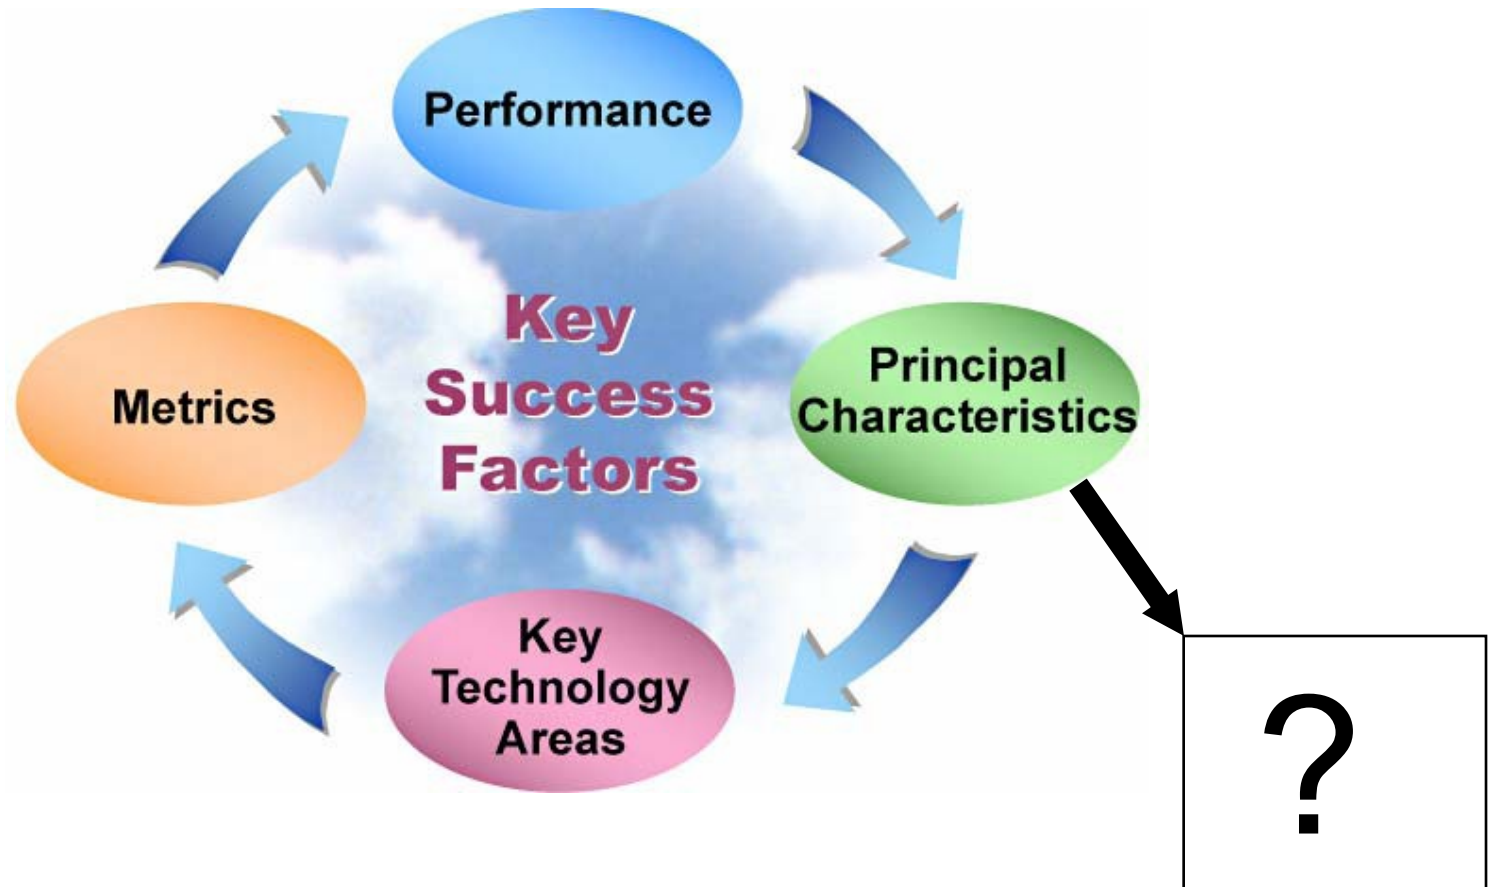 Performance
Key
Success
Factors
Metrics
Principal
Characteristics
Key
Technology
Areas
?